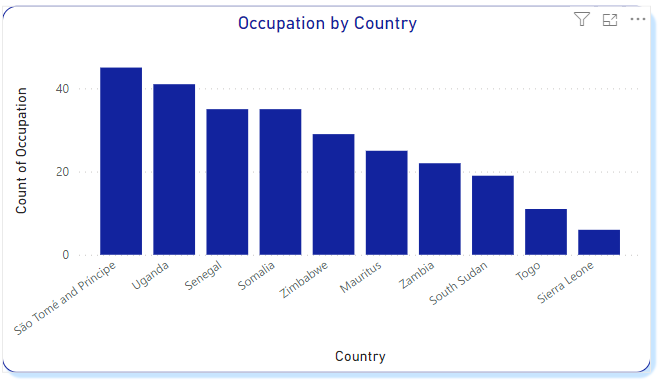 Occupation by Country
Count of Occupation
40
20
0
São Tomé and Príncipe
Uganda
Senegal
Somalia
Zimbabwe
Mauritus
Zambia
South Sudan
Togo
Sierra Leone
Country